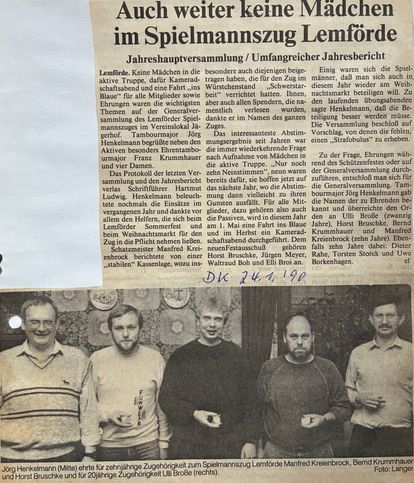 Auch weiter keine Mädchen
im Spielmannszug Lemförde
Jahreshauptversammlung / Umfangreicher Jahresbericht
Lemförde. Keine Mädchen in die
aktive Truppe, dafür Kamerad-
schaftsabend und eine Fahrt „ins
Blaue" für alle Mitglieder sowie
Ehrungen waren die wichtigsten
Themen auf der Generalver-
sammlung des Lemförder Spiel-
mannszuges im Vereinslokal Jä-
gerhof. Tambourmajor Jörg
Henkelmann begrüßte neben den
Aktiven besonders Ehrentambour-
major Franz Krummhauer
und vier Damen.
Das Protokoll der letzten Ver-
sammlung und den Jahresbericht
verlas Schriftführer Hartmut
Ludwig. Henkelmann beleuch-
tete nochmals die Einsätze im
vergangenen Jahr und dankte vor
allem den Helfern, die sich beim
Lemförder Sommerfest und
beim Weihnachtsmarkt für den
Zug in die Pflicht nehmen ließen.
Schatzmeister Manfred Krei-
enbrock berichtete von einer
„stabilen" Kassenlage, wozu ins-
besondere auch diejenigen beige-
tragen haben, die für den Zug im
Würstchenstand „Schwerstar-
beit" verrichtet hatten. Ihnen,
aber auch allen Spendern, die na-
mentlich verlesen wurden,
dankte er im Namen des ganzen
Zuges.
Das interessanteste Abstim-
mungsergebnis seit Jahren war
die immer wiederkehrende Frage
nach Aufnahme von Mädchen in
die aktive Truppe. „Nur noch
zehn Neinstimmen", neun waren
bereits dafür, sie hoffen jetzt auf
das nächste Jahr, wo die Abstim-
mung dann vielleicht zu ihren
Gunsten ausfällt. Für alle Mit-
glieder, dazu gehören also auch
die Passiven, wird in diesem Jahr
am 1. Mai eine Fahrt ins Blaue
und im Herbst ein Kamerad-
schaftsabend durchgeführt. Dem
neuen Festausschuß gehören
Horst Bruschke, Jürgen Meyer,
Waltraud Boh und Elli Broi an.
Einig waren sich die Spiel-
männer, daß man sich auch in
diesem Jahr wieder am Weih-
nachtsmarkt beteiligen will. Zu
den laufenden Übungsabenden
sagte Henkelmann, daß die Be-
teiligung besser werden müsse.
Die Versammlung beschloß auf
Vorschlag, von denen die fehlen,
einen „Strafobulus" zu erheben.
Zu der Frage, Ehrungen wäh-
rend des Schützenfestes oder auf
der Generalversammlung durch-
zuführen, entschloß man sich für
die Generalversammlung. Tam-
bourmajor Jörg Henkelmann gab
die Namen der zu Ehrenden be-
kannt und überreichte Orden
an Ulli Broße (zwanzig
Jahre), Horst Bruschke, Bernd
Krummhauer und Manfred
Kreienbrock (zehn Jahre). Eben-
falls zehn Jahre dabei: Dieter
Rahe, Torsten Storck und Uwe
Borkenhagen.
DK 24.1.'90
Jörg Henkelmann (Mitte) ehrte für zehnjährige Zugehörigkeit zum Spielmannszug Lemförde Manfred Kreienbrock, Bernd Krummhauer
und Horst Bruschke und für 20jährige Zugehörigkeit Ulli Broße (rechts). Foto: Langer